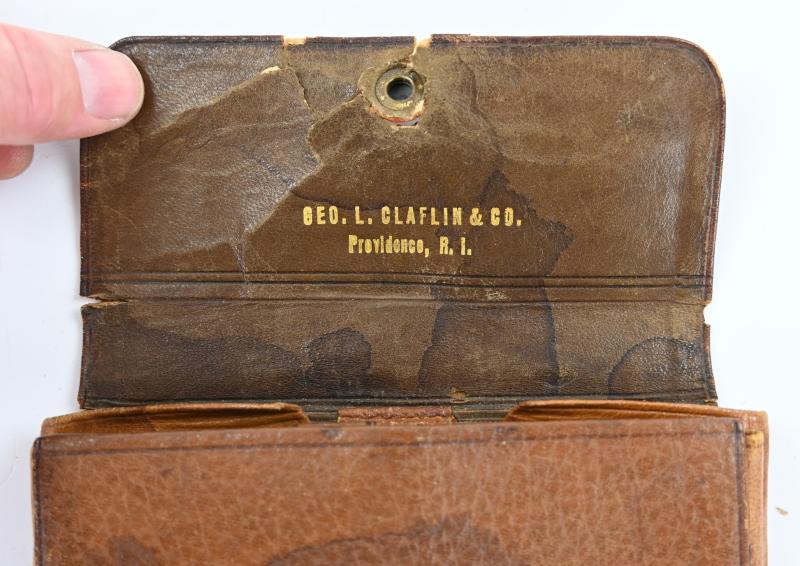 GEO. L. CLAFLIN & CO.
Providence, R. I.